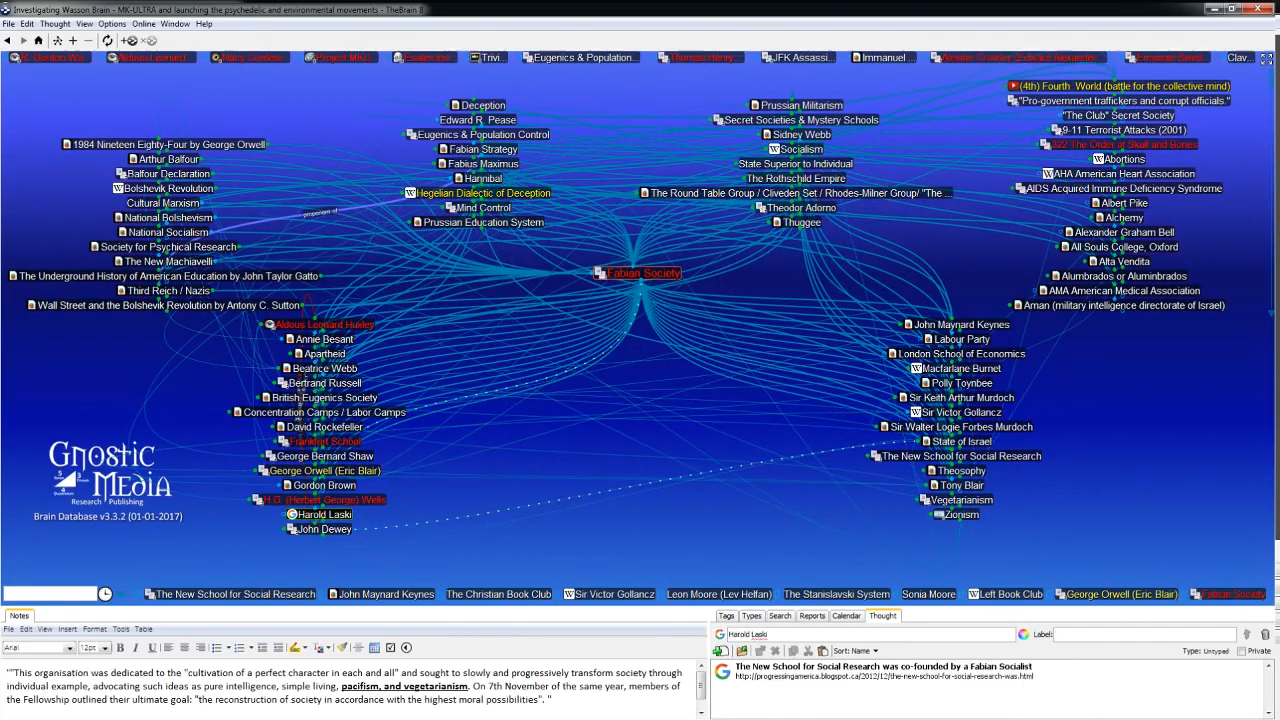 Investigating Wasson Brain - MK-ULTRA and launching the psychedelic and environmental movements - TheBrain 8
File Edit Thought View Options Online Window Help
R. Gordon Wa...
Aldous Leonard
Project MKU
Trivi...
Eugenics & Population...
Thomas Henry
JFK Assassi...
Immanuel ...
Clav...
Deception
Edward R. Pease
Eugenics & Population Control
Fabian Strategy
Fabius Maximus
Hannibal
Hegelian Dialectic of Deception
Mind Control
Prussian Education System
Prussian Militarism
Secret Societies & Mystery Schools
Sidney Webb
Socialism
State Superior to Individual
The Rothschild Empire
The Round Table Group / Cliveden Set / Rhodes-Milner Group/ "The ...
Theodor Adorno
Thuggee
(4th) Fourth World (battle for the collective mind)
"Pro-government traffickers and corrupt officials."
"The Club" Secret Society
9-11 Terrorist Attacks (2001)
322 The Order of Skull and Bones
Abortions
AHA American Heart Association
AIDS Acquired Immune Deficiency Syndrome
Albert Pike
Alchemy
Alexander Graham Bell
All Souls College, Oxford
Alta Vendita
Alumbrados or Aluminbrados
AMA American Medical Association
Aman (military intelligence directorate of Israel)
1984 Nineteen Eighty-Four by George Orwell
Arthur Balfour
Balfour Declaration
Bolshevik Revolution
Cultural Marxism
National Bolshevism
National Socialism
Society for Psychical Research
The New Machiavelli
The Underground History of American Education by John Taylor Gatto
Third Reich / Nazis
Wall Street and the Bolshevik Revolution by Antony C. Sutton
proponent of
Fabian Society
Aldous Leonard Huxley
Annie Besant
Apartheid
Beatrice Webb
Bertrand Russell
British Eugenics Society
Concentration Camps / Labor Camps
David Rockefeller
Frankfort School
George Bernard Shaw
George Orwell (Eric Blair)
Gordon Brown
H.G. (Herbert George) Wells
Harold Laski
John Dewey
John Maynard Keynes
Labour Party
London School of Economics
Macfarlane Burnet
Polly Toynbee
Sir Keith Arthur Murdoch
Sir Victor Gollancz
Sir Walter Logie Forbes Murdoch
State of Israel
The New School for Social Research
Theosophy
Tony Blair
Vegetarianism
Zionism
Gnostic
Media
Research / Publishing
Brain Database v3.3.2 (01-01-2017)
The New School for Social Research
John Maynard Keynes
The Christian Book Club
Sir Victor Gollancz
Leon Moore (Lev Helfan)
The Stanislavski System
Sonia Moore
Left Book Club
George Orwell (Eric Blair)
Fabian Society
Notes
File Edit View Insert Format Tools Table
Arial 12pt
B I U
"'This organisation was dedicated to the "cultivation of a perfect character in each and all" and sought to slowly and progressively transform society through
individual example, advocating such ideas as pure intelligence, simple living, pacifism, and vegetarianism. On 7th November of the same year, members of
the Fellowship outlined their ultimate goal: "the reconstruction of society in accordance with the highest moral possibilities". "
Tags Types Search Reports Calendar Thought
Harold Laski
Label:
Sort: Name
Type: Untyped
Private
The New School for Social Research was co-founded by a Fabian Socialist
http://progressingamerica.blogspot.ca/2012/12/the-new-school-for-social-research-was.html